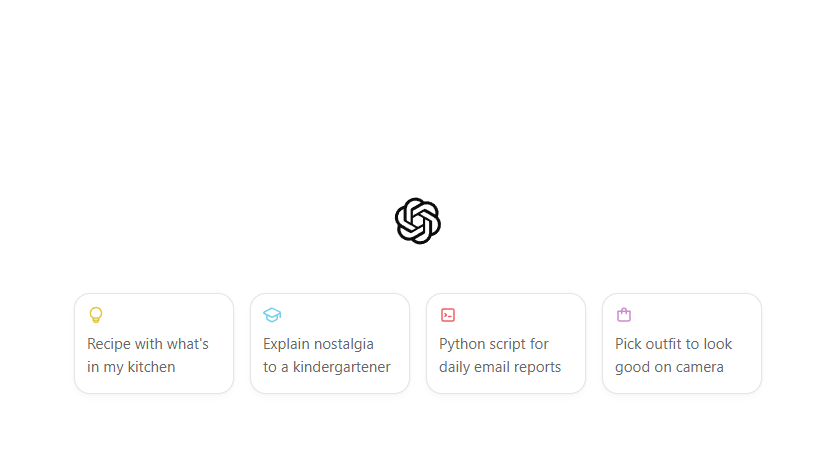 Recipe with what's
in my kitchen
Explain nostalgia
to a kindergartener
Python script for
daily email reports
Pick outfit to look
good on camera